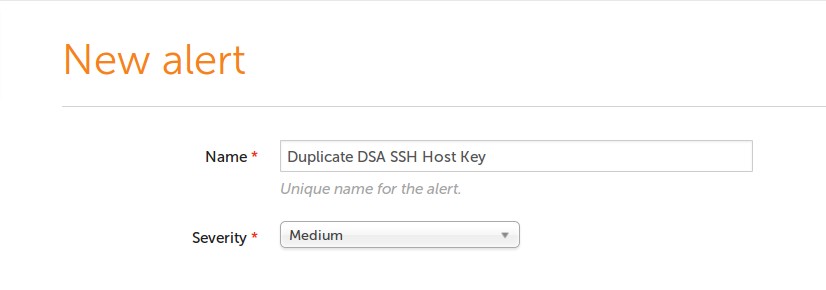 New alert
Name * Duplicate DSA SSH Host Key
Unique name for the alert.
Severity * Medium